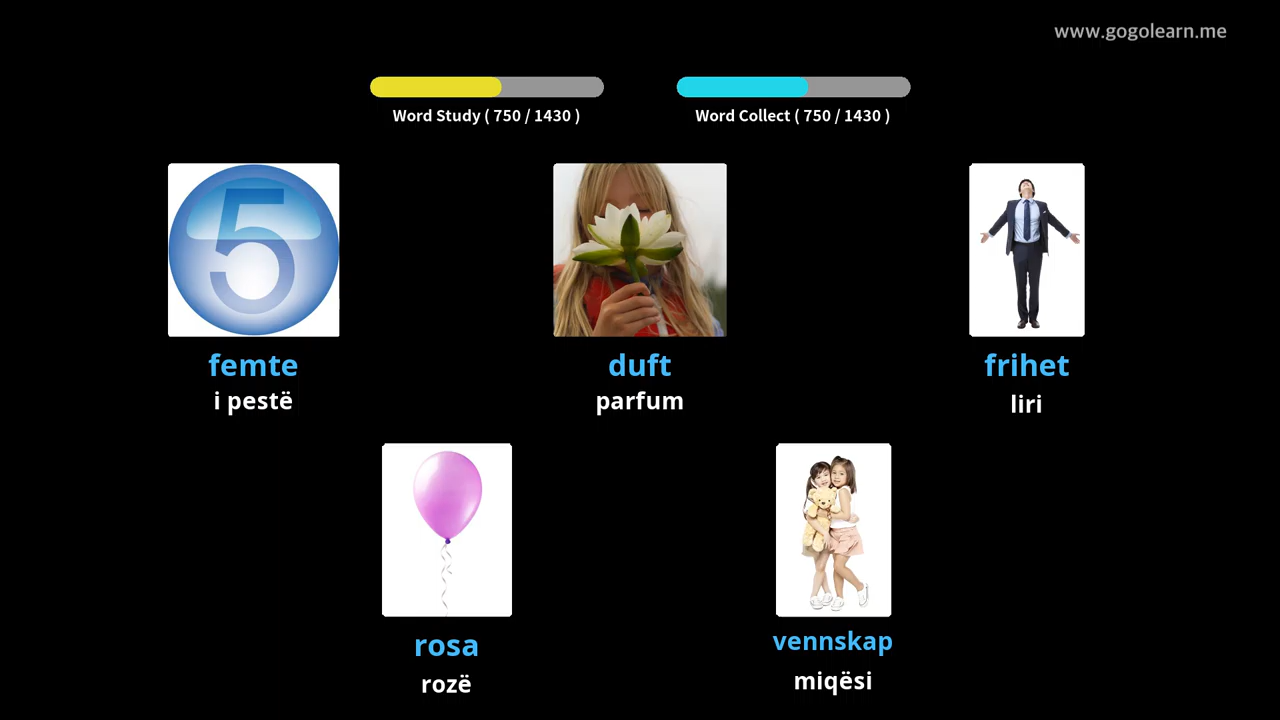 www.gogolearn.me
Word Study ( 750 / 1430 )
Word Collect ( 750 / 1430 )
5
femte
duft
frihet
i pestë
parfum
liri
rosa
vennskap
rozë
miqësi